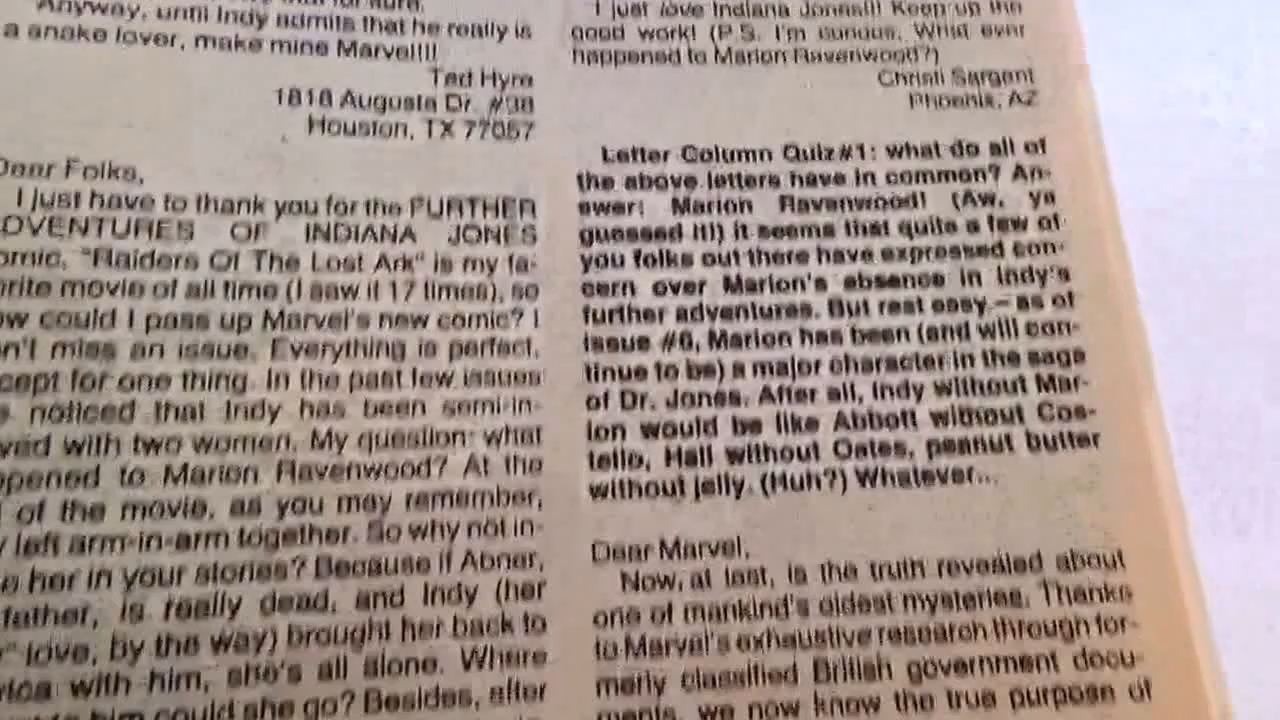 for sure.
Anyway, until Indy admits that he really is
a snake lover, make mine Marvel!!!
Ted Hyre
1818 Augusta Dr. #38
Houston, TX 77057
Dear Folks,
I just have to thank you for the FURTHER
DVENTURES OF INDIANA JONES
omic. "Raiders Of The Lost Ark" is my fa-
rite movie of all time (I saw it 17 times), so
ow could I pass up Marvel's new comic? I
n't miss an issue. Everything is perfect,
cept for one thing. In the past few issues
s noticed that Indy has been semi-in-
ved with two women. My question: what
ppened to Marion Ravenwood? At the
of the movie, as you may remember,
y left arm-in-arm together. So why not in-
e her in your stories? Because if Abner,
father, is really dead, and Indy (her
" love, by the way) brought her back to
rica with him, she's all alone. Where
him could she go? Besides, after
I just love Indiana Jones!!! Keep up the
good work! (P.S. I'm curious. What ever
happened to Marion Ravenwood?)
Christi Sargent
Phoenix, AZ
Letter Column Quiz #1: what do all of
the above letters have in common? An-
swer: Marion Ravenwood! (Aw, ya
guessed it!) It seems that quite a few of
you folks out there have expressed con-
cern over Marion's absence in Indy's
further adventures. But rest easy — as of
issue #6, Marion has been (and will con-
tinue to be) a major character in the saga
of Dr. Jones. After all, Indy without Mar-
ion would be like Abbott without Cos-
tello, Hall without Oates, peanut butter
without jelly. (Huh?) Whatever...
Dear Marvel,
Now, at last, is the truth revealed about
one of mankind's oldest mysteries. Thanks
to Marvel's exhaustive research through for-
merly classified British government docu-
ments, we now know the true purpose of